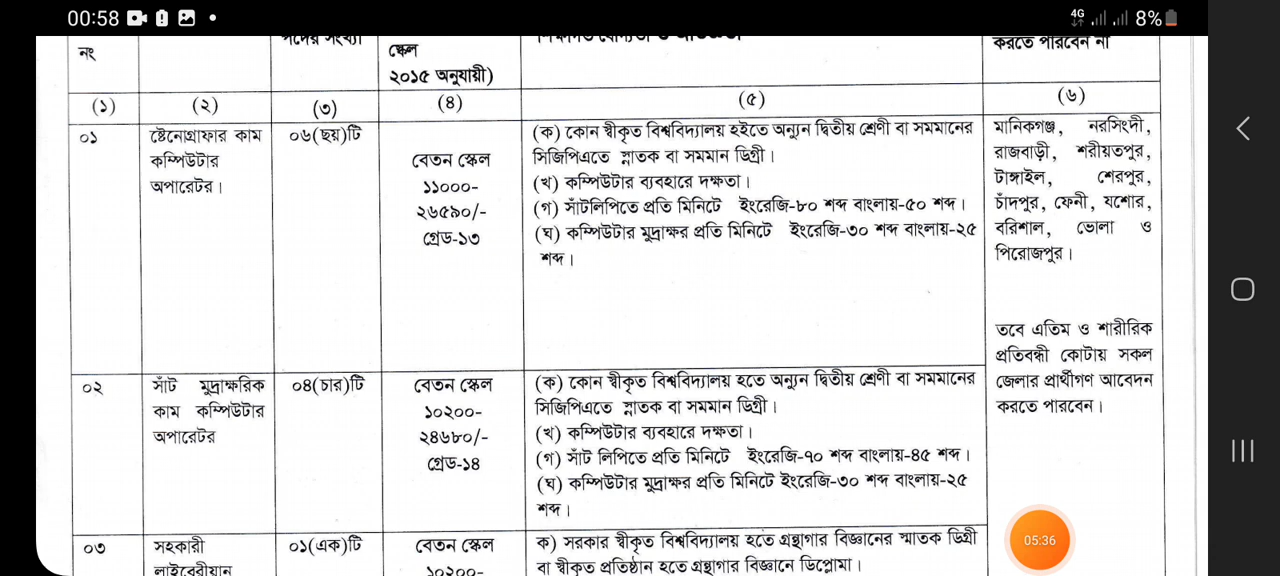 00:58
4G
8%
নং
পদের সংখ্যা
স্কেল
২০১৫ অনুযায়ী)
করতে পারবেন না
(১)
(২)
(৩)
(৪)
(৫)
(৬)
০১
ষ্টেনোগ্রাফার কাম
কম্পিউটার
অপারেটর।
০৬(ছয়)টি
বেতন স্কেল
১১০০০-
২৬৫৯০/-
গ্রেড-১৩
(ক) কোন স্বীকৃত বিশ্ববিদ্যালয় হইতে অন্যুন দ্বিতীয় শ্রেণী বা সমমানের
সিজিপিএতে স্নাতক বা সমমান ডিগ্রী।
(খ) কম্পিউটার ব্যবহারে দক্ষতা।
(গ) সাঁটলিপিতে প্রতি মিনিটে ইংরেজি-৮০ শব্দ বাংলায়-৫০ শব্দ।
(ঘ) কম্পিউটার মুদ্রাক্ষর প্রতি মিনিটে ইংরেজি-৩০ শব্দ বাংলায়-২৫
শব্দ।
মানিকগঞ্জ, নরসিংদী,
রাজবাড়ী, শরীয়তপুর,
টাঙ্গাইল, শেরপুর,
চাঁদপুর, ফেনী, যশোর,
বরিশাল, ভোলা ও
পিরোজপুর।
তবে এতিম ও শারীরিক
প্রতিবন্ধী কোটায় সকল
জেলার প্রার্থীগণ আবেদন
করতে পারবেন।
০২
সাঁট মুদ্রাক্ষরিক
কাম কম্পিউটার
অপারেটর
০৪(চার)টি
বেতন স্কেল
১০২০০-
২৪৬৮০/-
গ্রেড-১৪
(ক) কোন স্বীকৃত বিশ্ববিদ্যালয় হতে অন্যুন দ্বিতীয় শ্রেণী বা সমমানের
সিজিপিএতে স্নাতক বা সমমান ডিগ্রী।
(খ) কম্পিউটার ব্যবহারে দক্ষতা।
(গ) সাঁট লিপিতে প্রতি মিনিটে ইংরেজি-৭০ শব্দ বাংলায়-৪৫ শব্দ।
(ঘ) কম্পিউটার মুদ্রাক্ষর প্রতি মিনিটে ইংরেজি-৩০ শব্দ বাংলায়-২৫
শব্দ।
০৩
সহকারী
লাইব্রেরীয়ান
০১(এক)টি
বেতন স্কেল
১০২০০-
ক) সরকার স্বীকৃত বিশ্ববিদ্যালয় হতে গ্রন্থাগার বিজ্ঞানের স্মাতক ডিগ্রী
বা স্বীকৃত প্রতিষ্ঠান হতে গ্রন্থাগার বিজ্ঞানে ডিপ্লোমা।
05:36